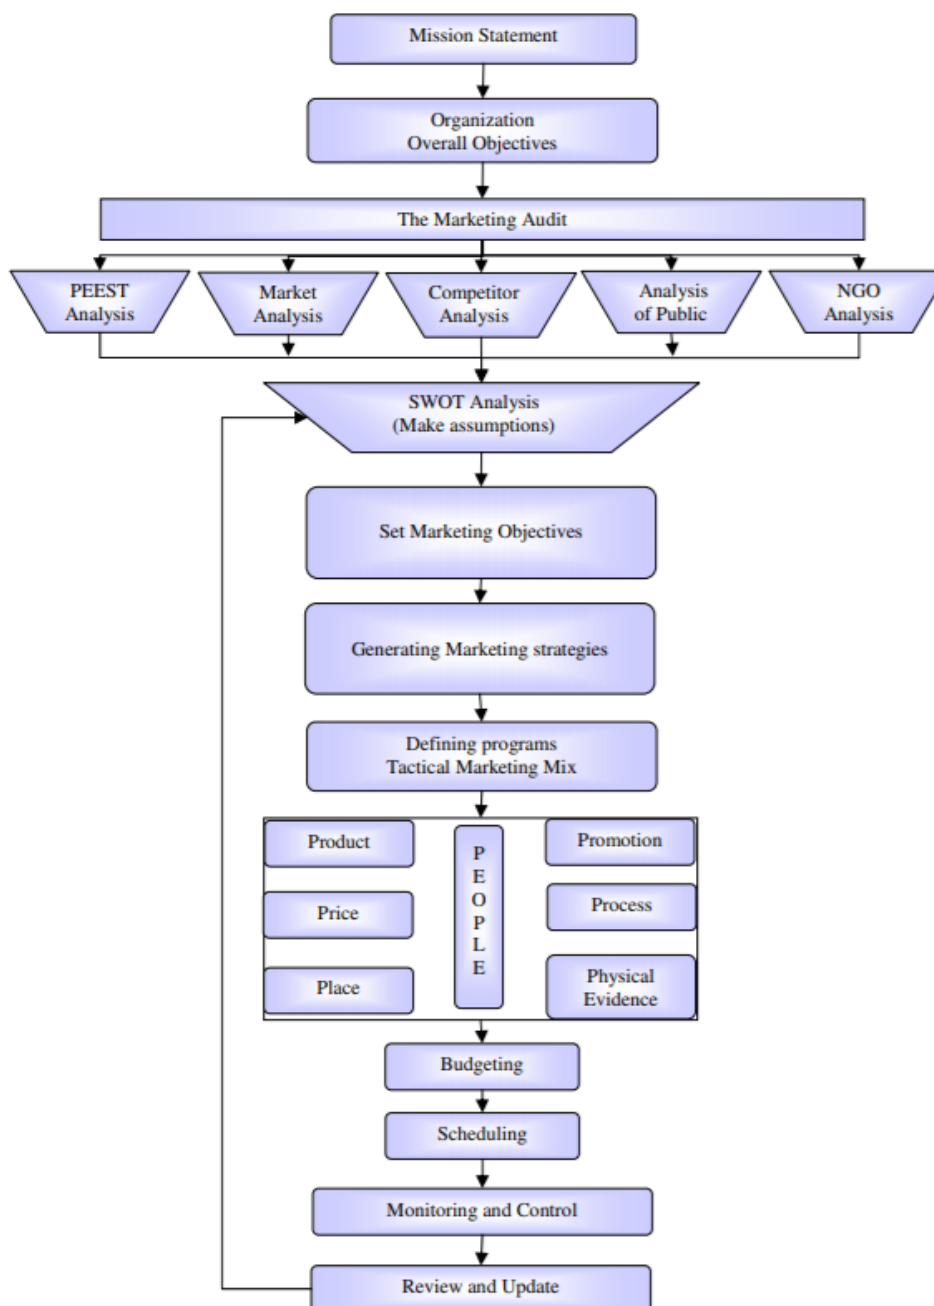 Mission Statement
Organization
Overall Objectives
The Marketing Audit
PEEST
Analysis
Market
Analysis
Competitor
Analysis
Analysis
of Public
NGO
Analysis
SWOT Analysis
(Make assumptions)
Set Marketing Objectives
Generating Marketing strategies
Defining programs
Tactical Marketing Mix
Product
Price
Place
P
E
O
P
L
E
Promotion
Process
Physical
Evidence
Budgeting
Scheduling
Monitoring and Control
Review and Update